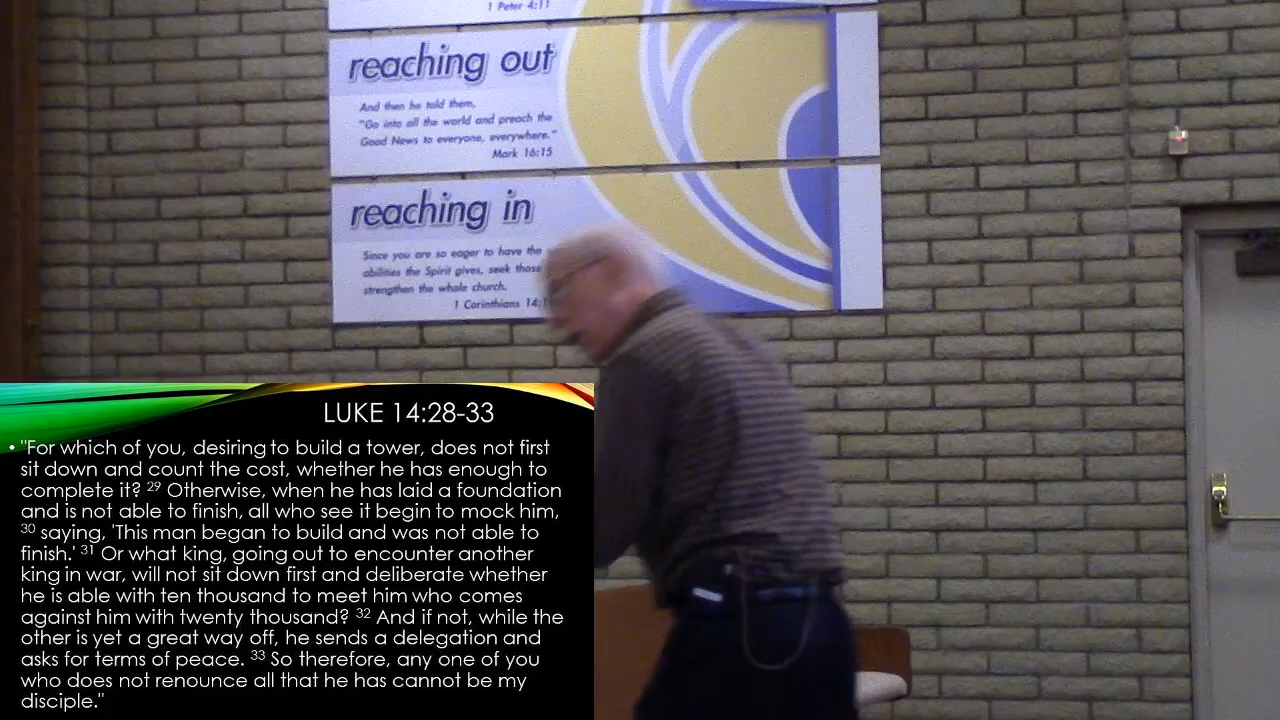 1 Peter 4:11
reaching out
And then he told them,
"Go into all the world and preach the
Good News to everyone, everywhere."
Mark 16:15
reaching in
Since you are so eager to have the
abilities the Spirit gives, seek those
strengthen the whole church.
1 Corinthians 14:1
LUKE 14:28-33
• "For which of you, desiring to build a tower, does not first
sit down and count the cost, whether he has enough to
complete it? 29 Otherwise, when he has laid a foundation
and is not able to finish, all who see it begin to mock him,
30 saying, 'This man began to build and was not able to
finish.' 31 Or what king, going out to encounter another
king in war, will not sit down first and deliberate whether
he is able with ten thousand to meet him who comes
against him with twenty thousand? 32 And if not, while the
other is yet a great way off, he sends a delegation and
asks for terms of peace. 33 So therefore, any one of you
who does not renounce all that he has cannot be my
disciple."